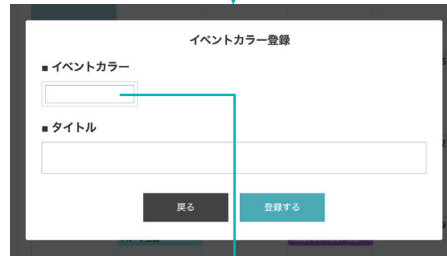 イベントカラー登録
■ イベントカラー
■ タイトル
戻る
登録する